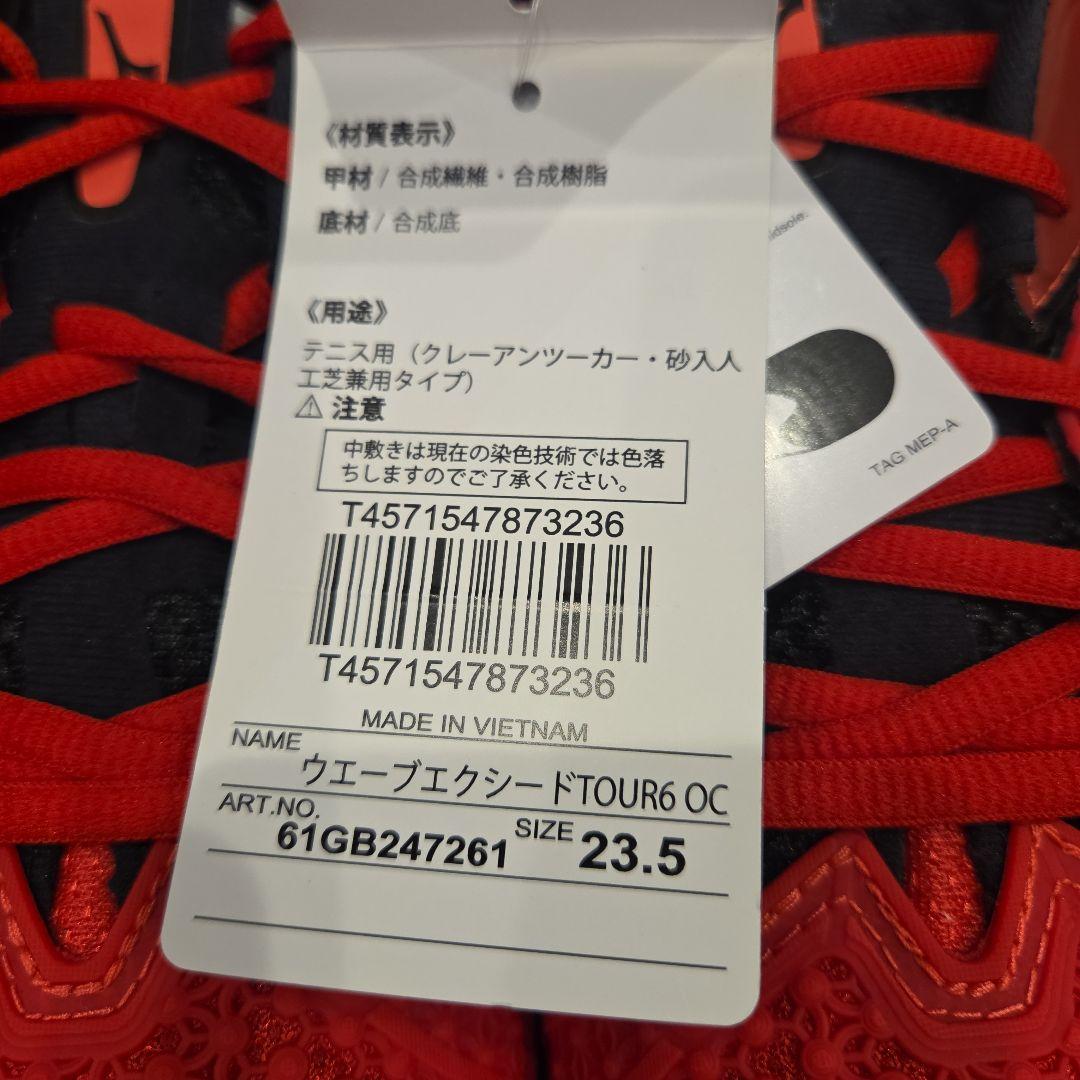 《材質表示》
甲材 / 合成繊維・合成樹脂
底材 / 合成底
《用途》
テニス用（クレーアンツーカー・砂入人
工芝兼用タイプ）
⚠ 注意
中敷きは現在の染色技術では色落
ちしますのでご了承ください。
T4571547873236
T4571547873236
MADE IN VIETNAM
NAME
ウエーブエクシードTOUR6 OC
ART.NO.
61GB247261
SIZE
23.5
TAG MEP-A